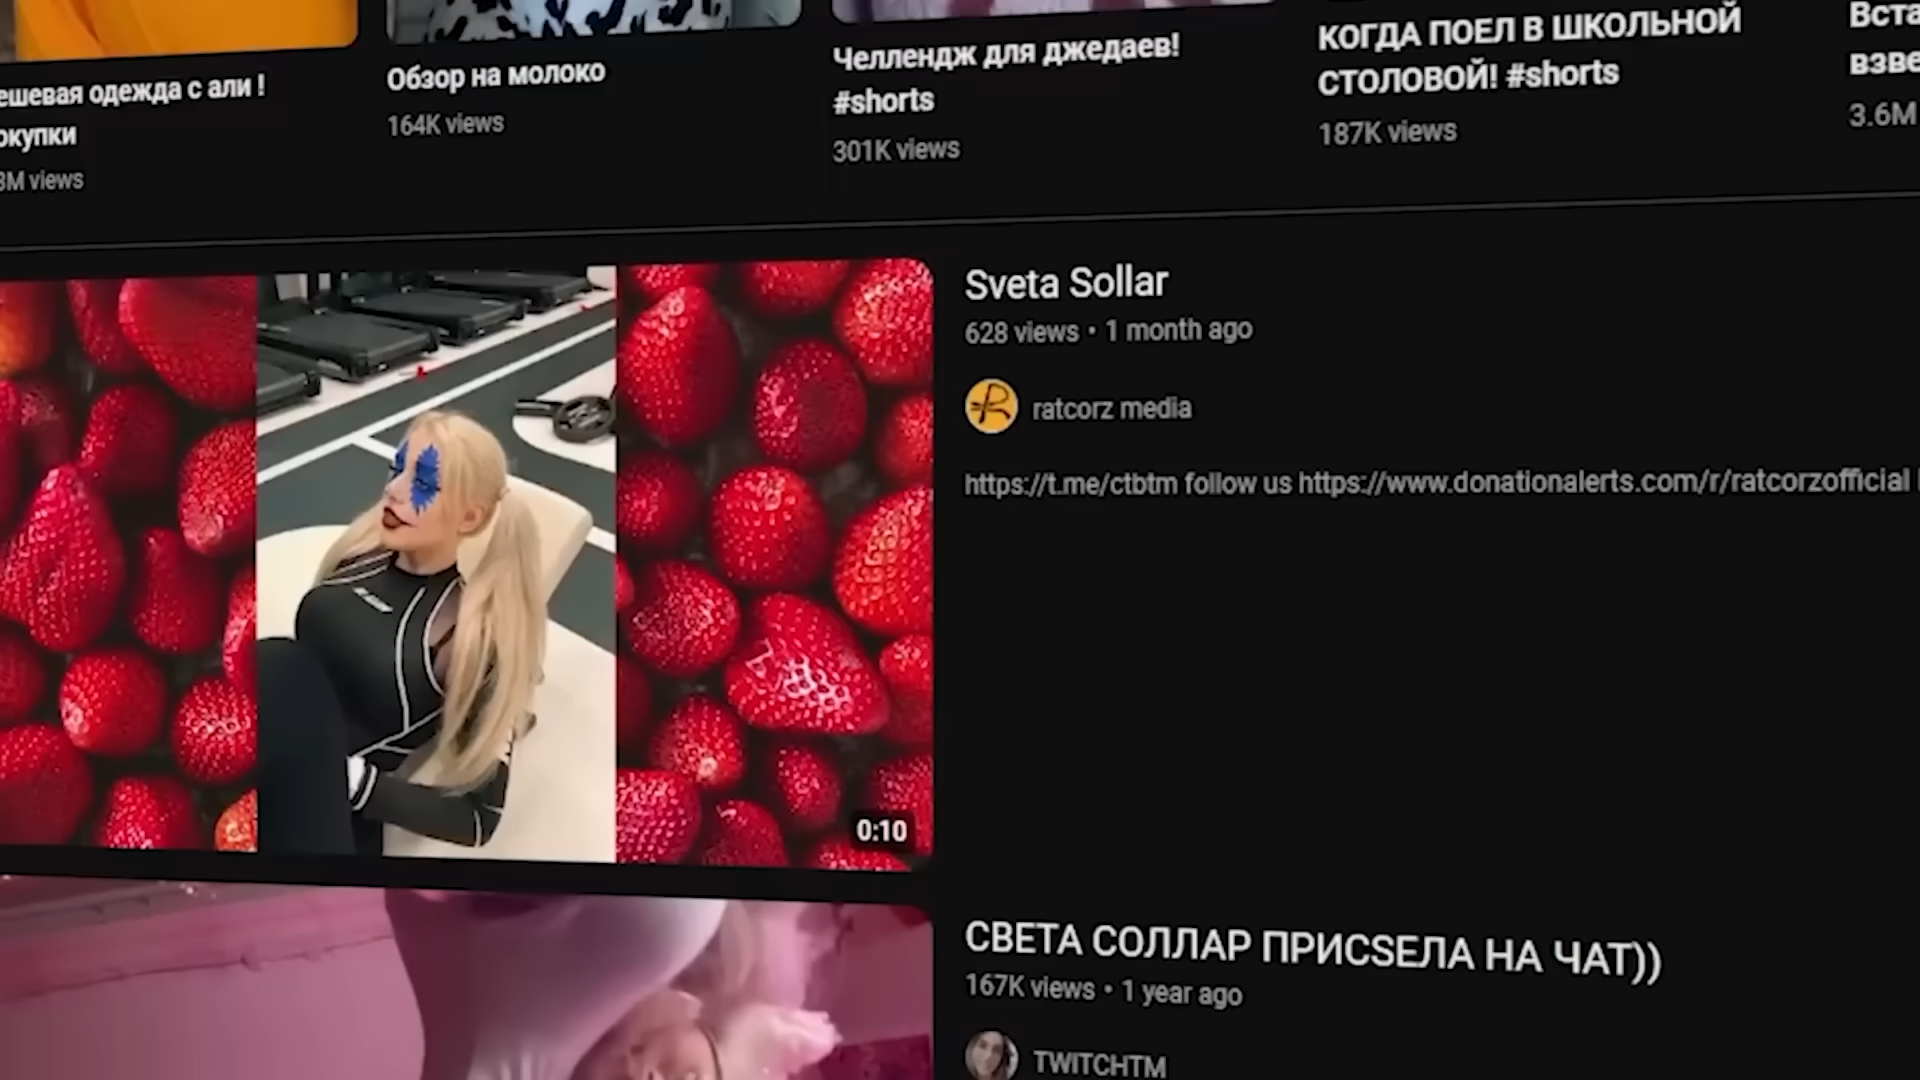 ешевая одежда с али !
окупки
3M views
Обзор на молоко
164K views
Челлендж для джедаев!
#shorts
301K views
КОГДА ПОЕЛ В ШКОЛЬНОЙ
СТОЛОВОЙ! #shorts
187K views
Вста
взве
3.6M
Sveta Sollar
628 views • 1 month ago
ratcorz media
https://t.me/ctbtm follow us https://www.donationalerts.com/r/ratcorzofficial
0:10
СВЕТА СОЛЛАР ПРИСSЕЛА НА ЧАТ))
167K views • 1 year ago
TWITCHTM